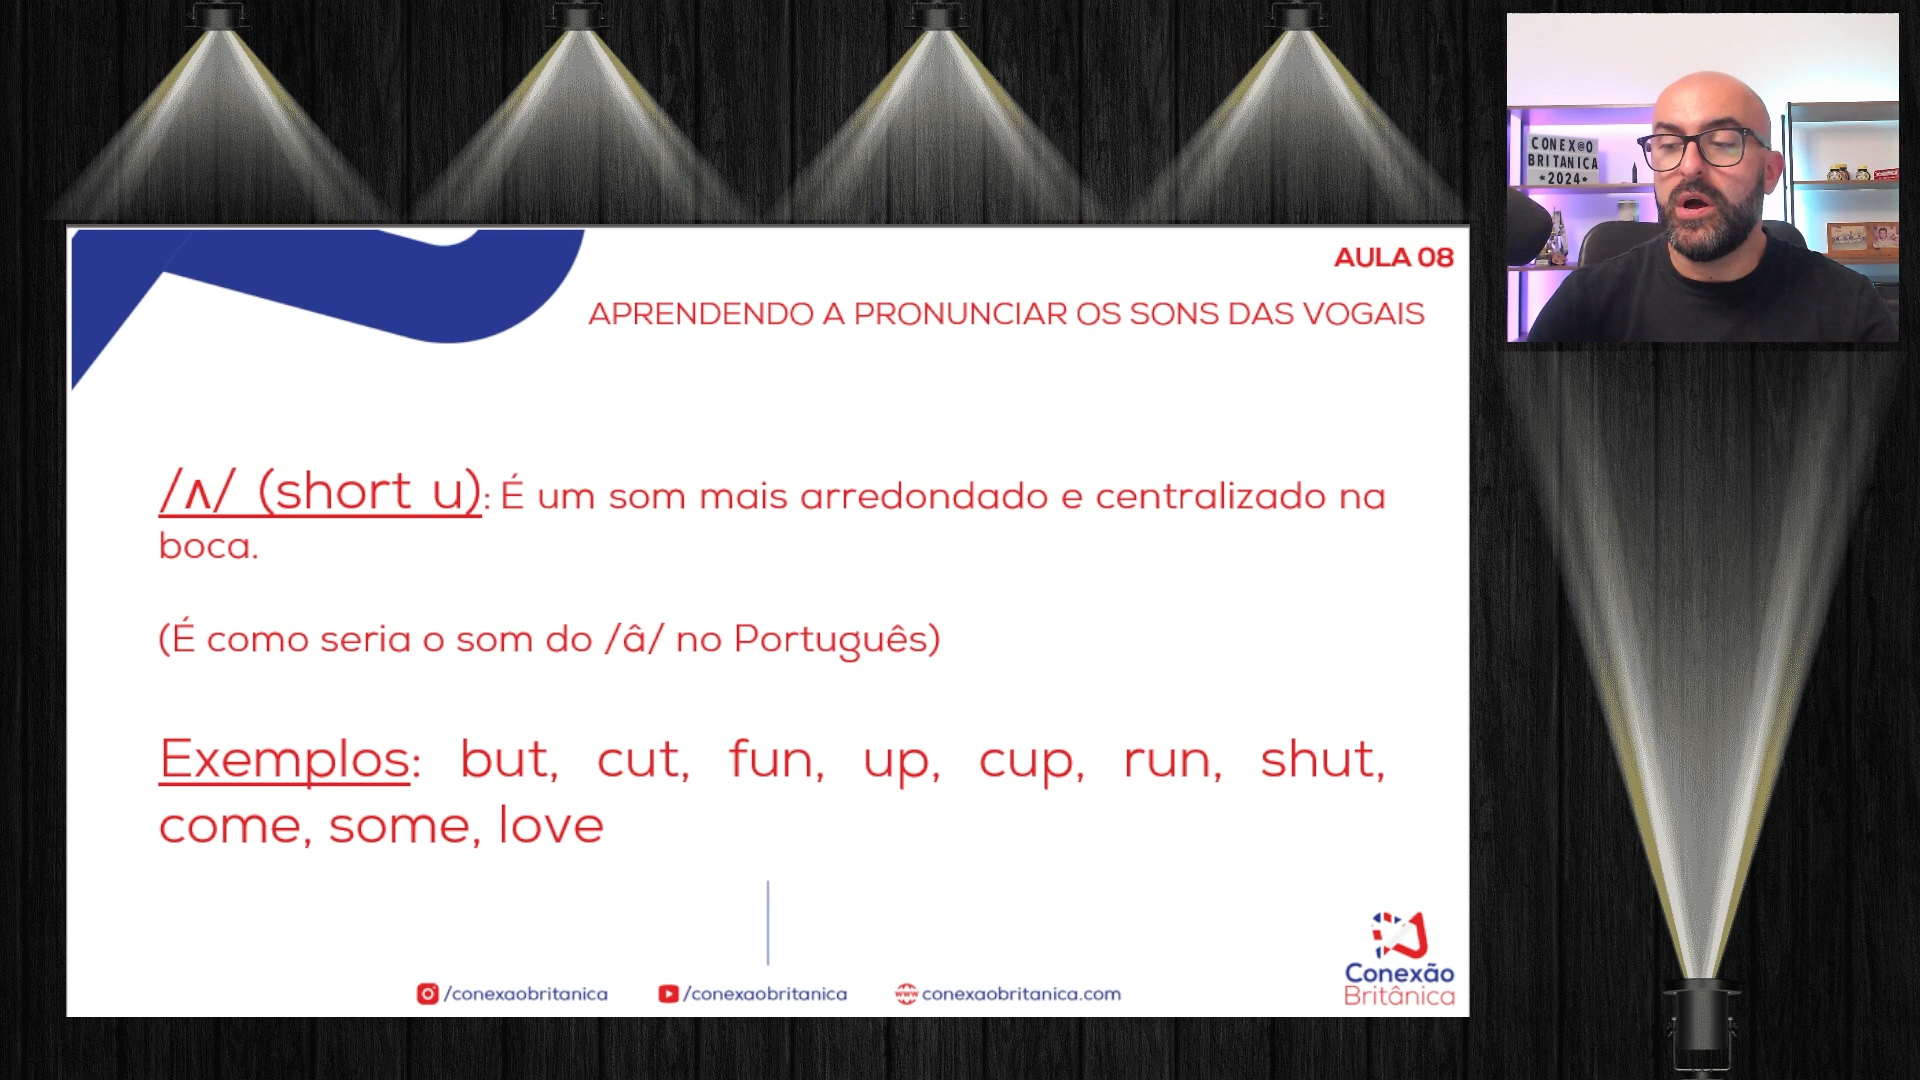 CONEX@O
BRITANICA
★2024★
AULA 08
APRENDENDO A PRONUNCIAR OS SONS DAS VOGAIS
/ʌ/ (short u): É um som mais arredondado e centralizado na
boca.
(É como seria o som do /â/ no Português)
Exemplos: but, cut, fun, up, cup, run, shut,
come, some, love
/conexaobritanica
/conexaobritanica
www conexaobritanica.com
Conexão
Britânica